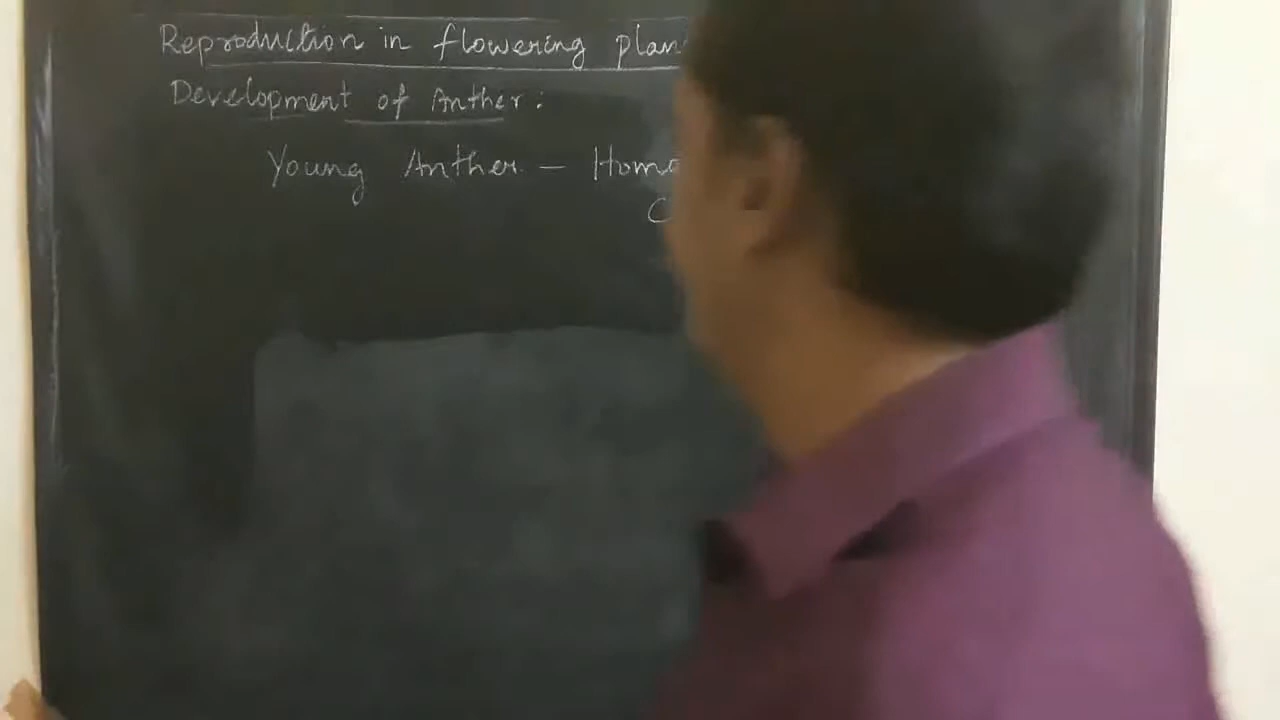 Reproduction in flowering plan
Development of Anther:
Young Anther — Homo
C